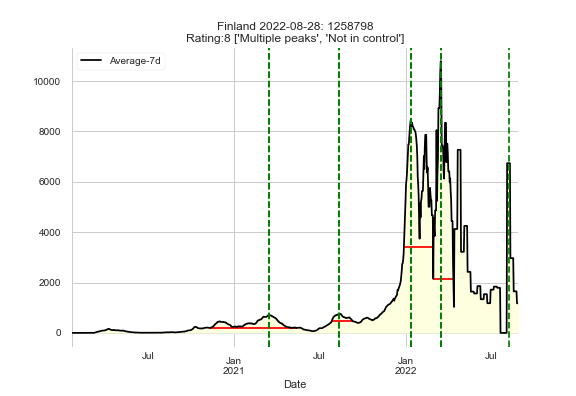 Finland 2022-08-28: 1258798
Rating:8 ['Multiple peaks', 'Not in control']
Average-7d
10000
8000
6000
4000
2000
0
Jul
Jan
2021
Jul
Jan
2022
Jul
Date